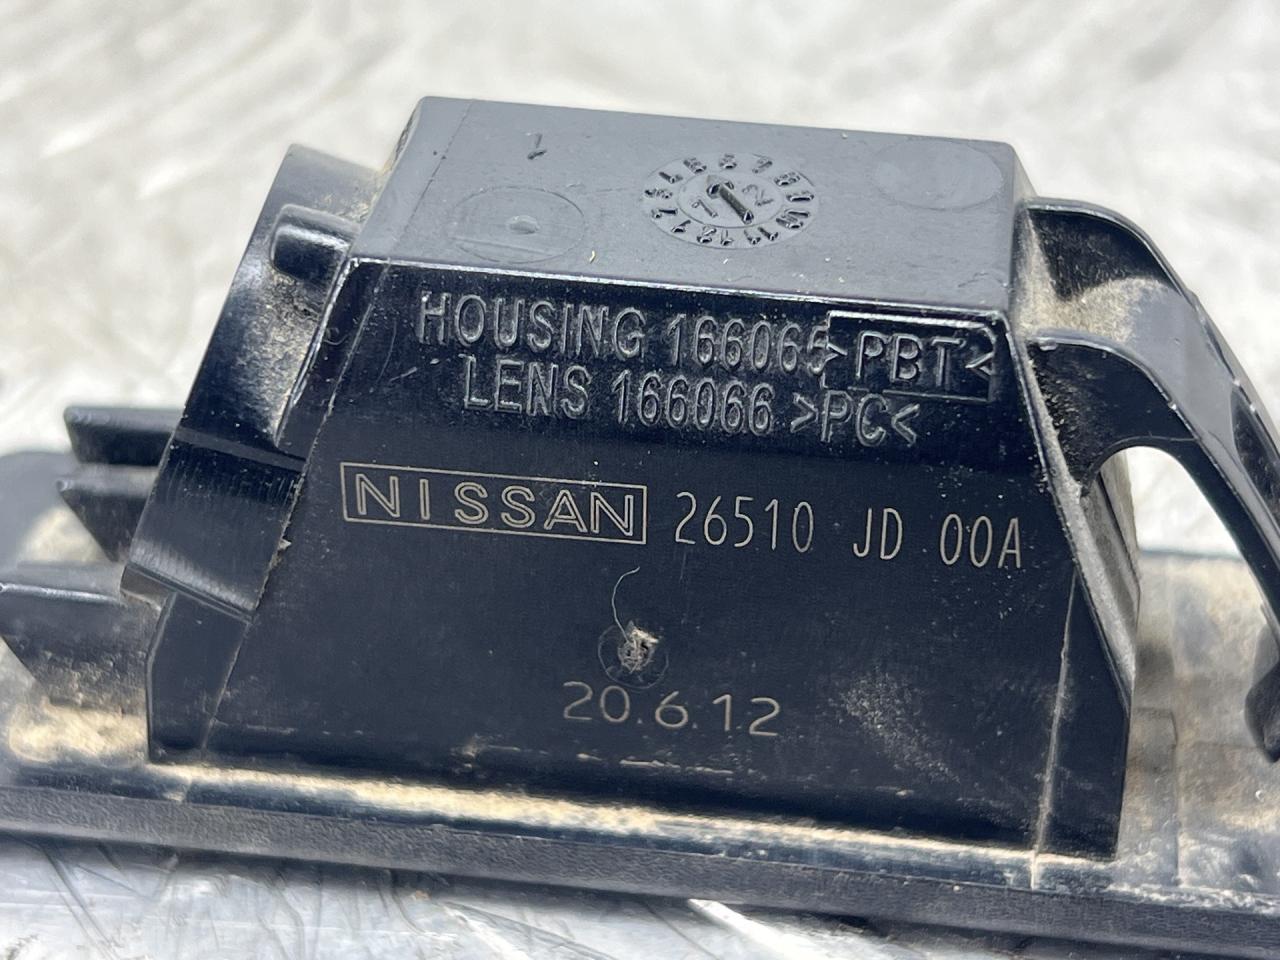 HOUSING 166065 >PBT<
LENS 166066 >PC<
NISSAN 26510 JD 00A
20.6.12